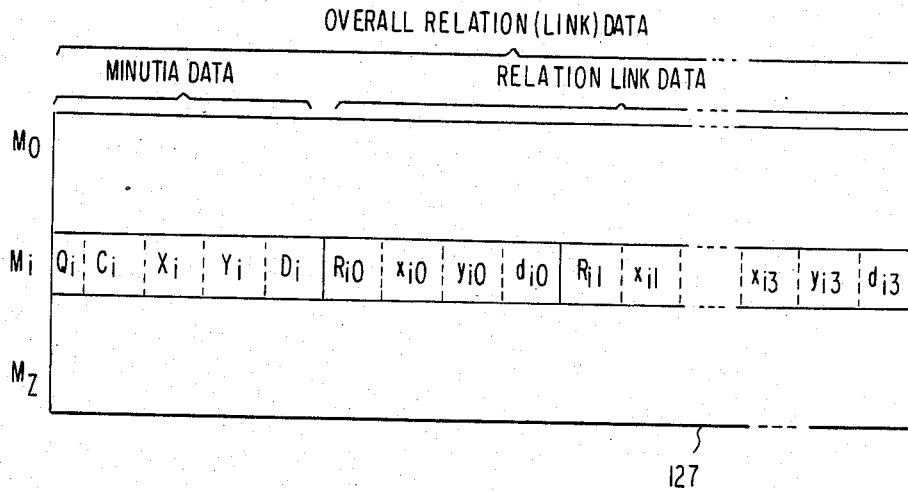 OVERALL RELATION (LINK) DATA
MINUTIA DATA
RELATION LINK DATA
M0
Mi Qi Ci Xi Yi Di Ri0 xi0 yi0 di0 Ri1 xi1 xi3 yi3 di3
MZ
127